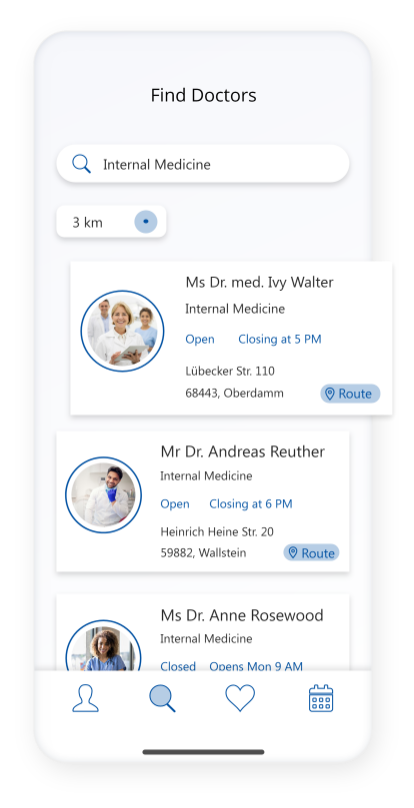 Find Doctors
Internal Medicine
3 km
Ms Dr. med. Ivy Walter
Internal Medicine
Open Closing at 5 PM
Lübecker Str. 110
68443, Oberdamm
Route
Mr Dr. Andreas Reuther
Internal Medicine
Open Closing at 6 PM
Heinrich Heine Str. 20
59882, Wallstein
Route
Ms Dr. Anne Rosewood
Internal Medicine
Closed Opens Mon 9 AM